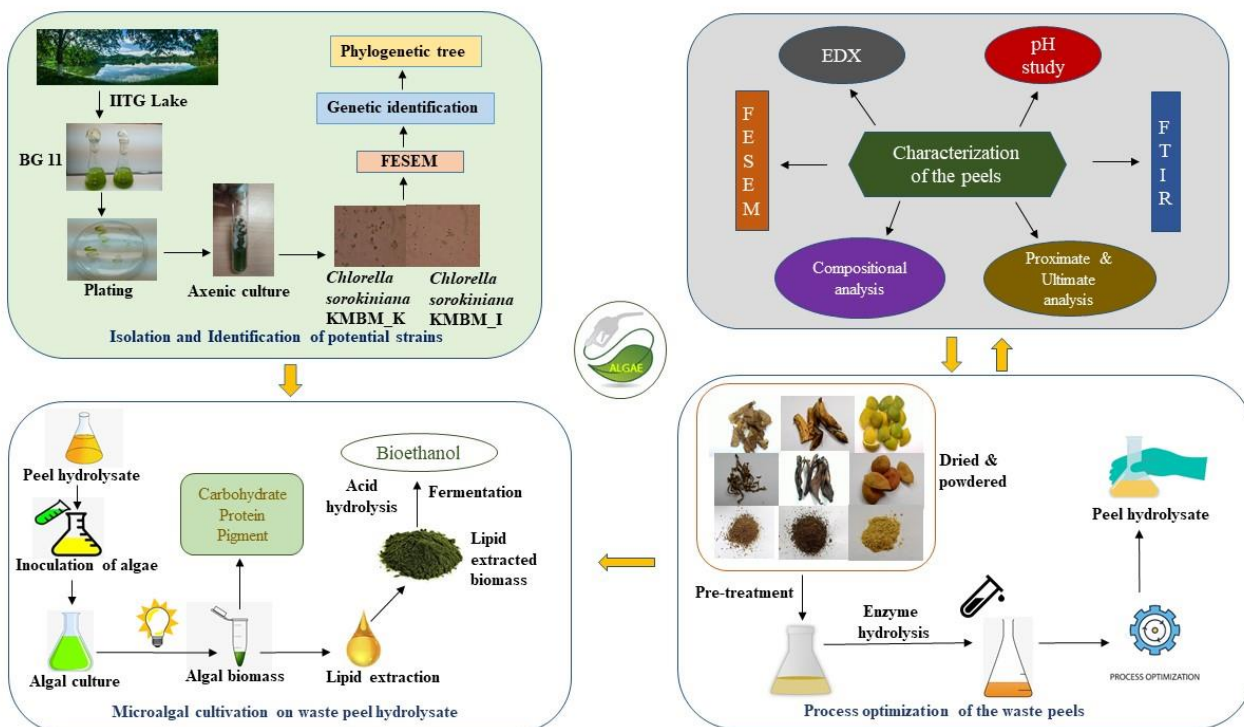 IITG Lake
BG 11
Plating
Axenic culture
Phylogenetic tree
Genetic identification
FESEM
Chlorella
sorokiniana
KMBM_K
Chlorella
sorokiniana
KMBM_I
Isolation and Identification of potential strains
EDX
pH
study
FESEM
Characterization
of the peels
FTIR
Compositional
analysis
Proximate &
Ultimate
analysis
ALGAE
Peel hydrolysate
Inoculation of algae
Algal culture
Carbohydrate
Protein
Pigment
Algal biomass
Lipid extraction
Bioethanol
Acid
hydrolysis
Fermentation
Lipid
extracted
biomass
Microalgal cultivation on waste peel hydrolysate
Dried &
powdered
Pre-treatment
Enzyme
hydrolysis
Peel hydrolysate
PROCESS OPTIMIZATION
Process optimization of the waste peels